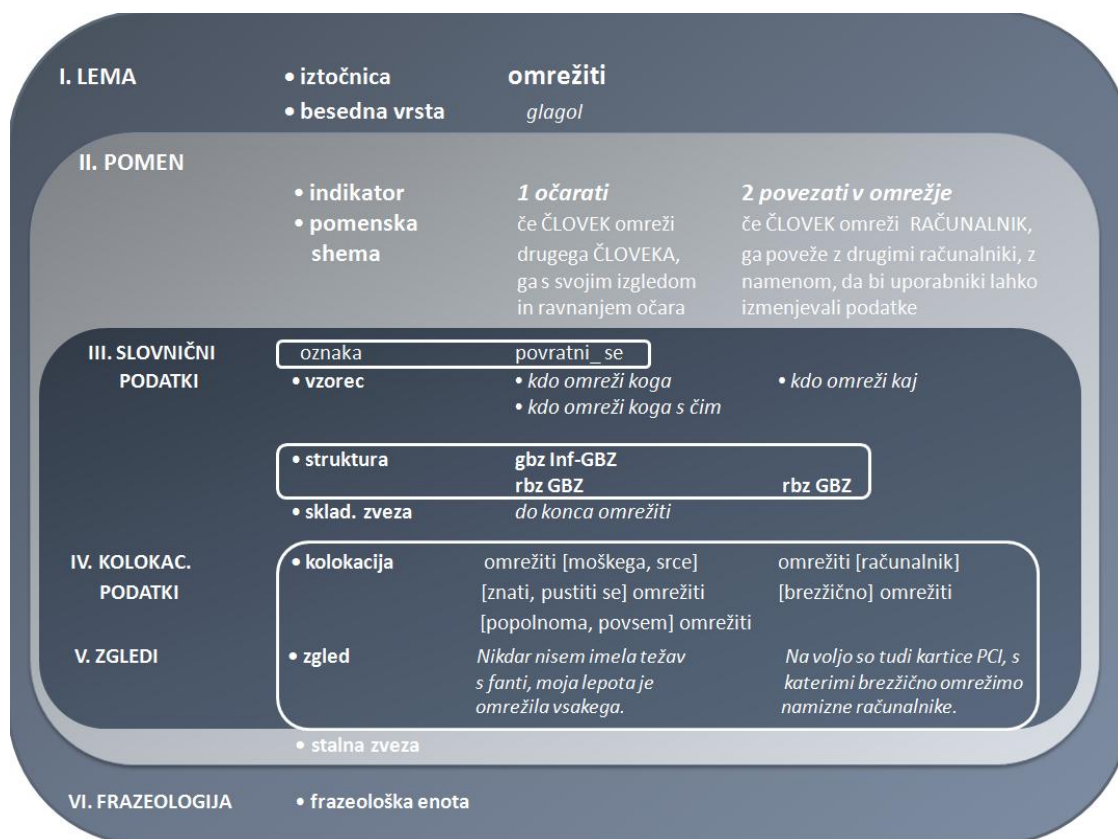 I. LEMA • iztočnica omrežiti
• besedna vrsta glagol
II. POMEN
• indikator 1 očarati 2 povezati v omrežje
• pomenska če ČLOVEK omreži če ČLOVEK omreži RAČUNALNIK,
shema drugega ČLOVEKA, ga poveže z drugimi računalniki, z
ga s svojim izgledom namenom, da bi uporabniki lahko
in ravnanjem očara izmenjevali podatke
III. SLOVNIČNI oznaka povratni_se
PODATKI • vzorec • kdo omreži koga • kdo omreži kaj
• kdo omreži koga s čim
• struktura gbz Inf-GBZ
rbz GBZ rbz GBZ
• sklad. zveza do konca omrežiti
IV. KOLOKAC. • kolokacija omrežiti [moškega, srce] omrežiti [računalnik]
PODATKI [znati, pustiti se] omrežiti [brezžično] omrežiti
[popolnoma, povsem] omrežiti
V. ZGLEDI • zgled Nikdar nisem imela težav Na voljo so tudi kartice PCI, s
s fanti, moja lepota je katerimi brezžično omrežimo
omrežila vsakega. namizne računalnike.
• stalna zveza
VI. FRAZEOLOGIJA • frazeološka enota